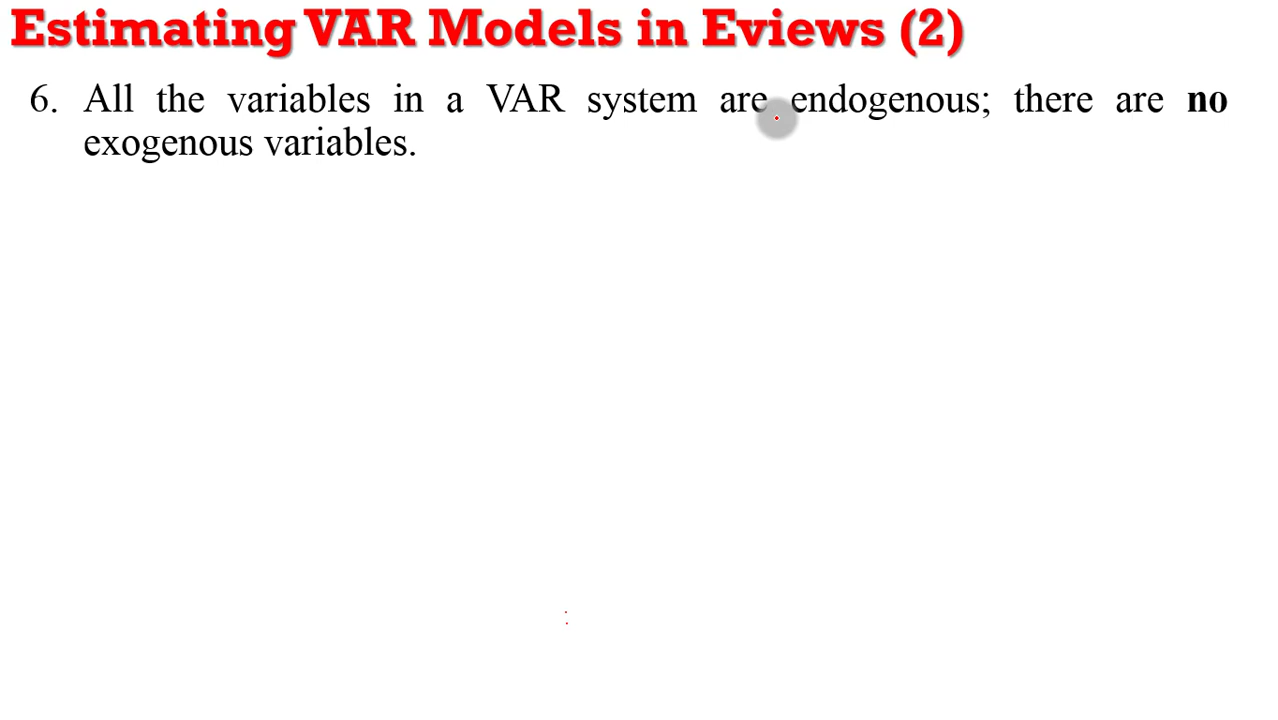 Estimating VAR Models in Eviews (2)
6. All the variables in a VAR system are endogenous; there are no
exogenous variables.